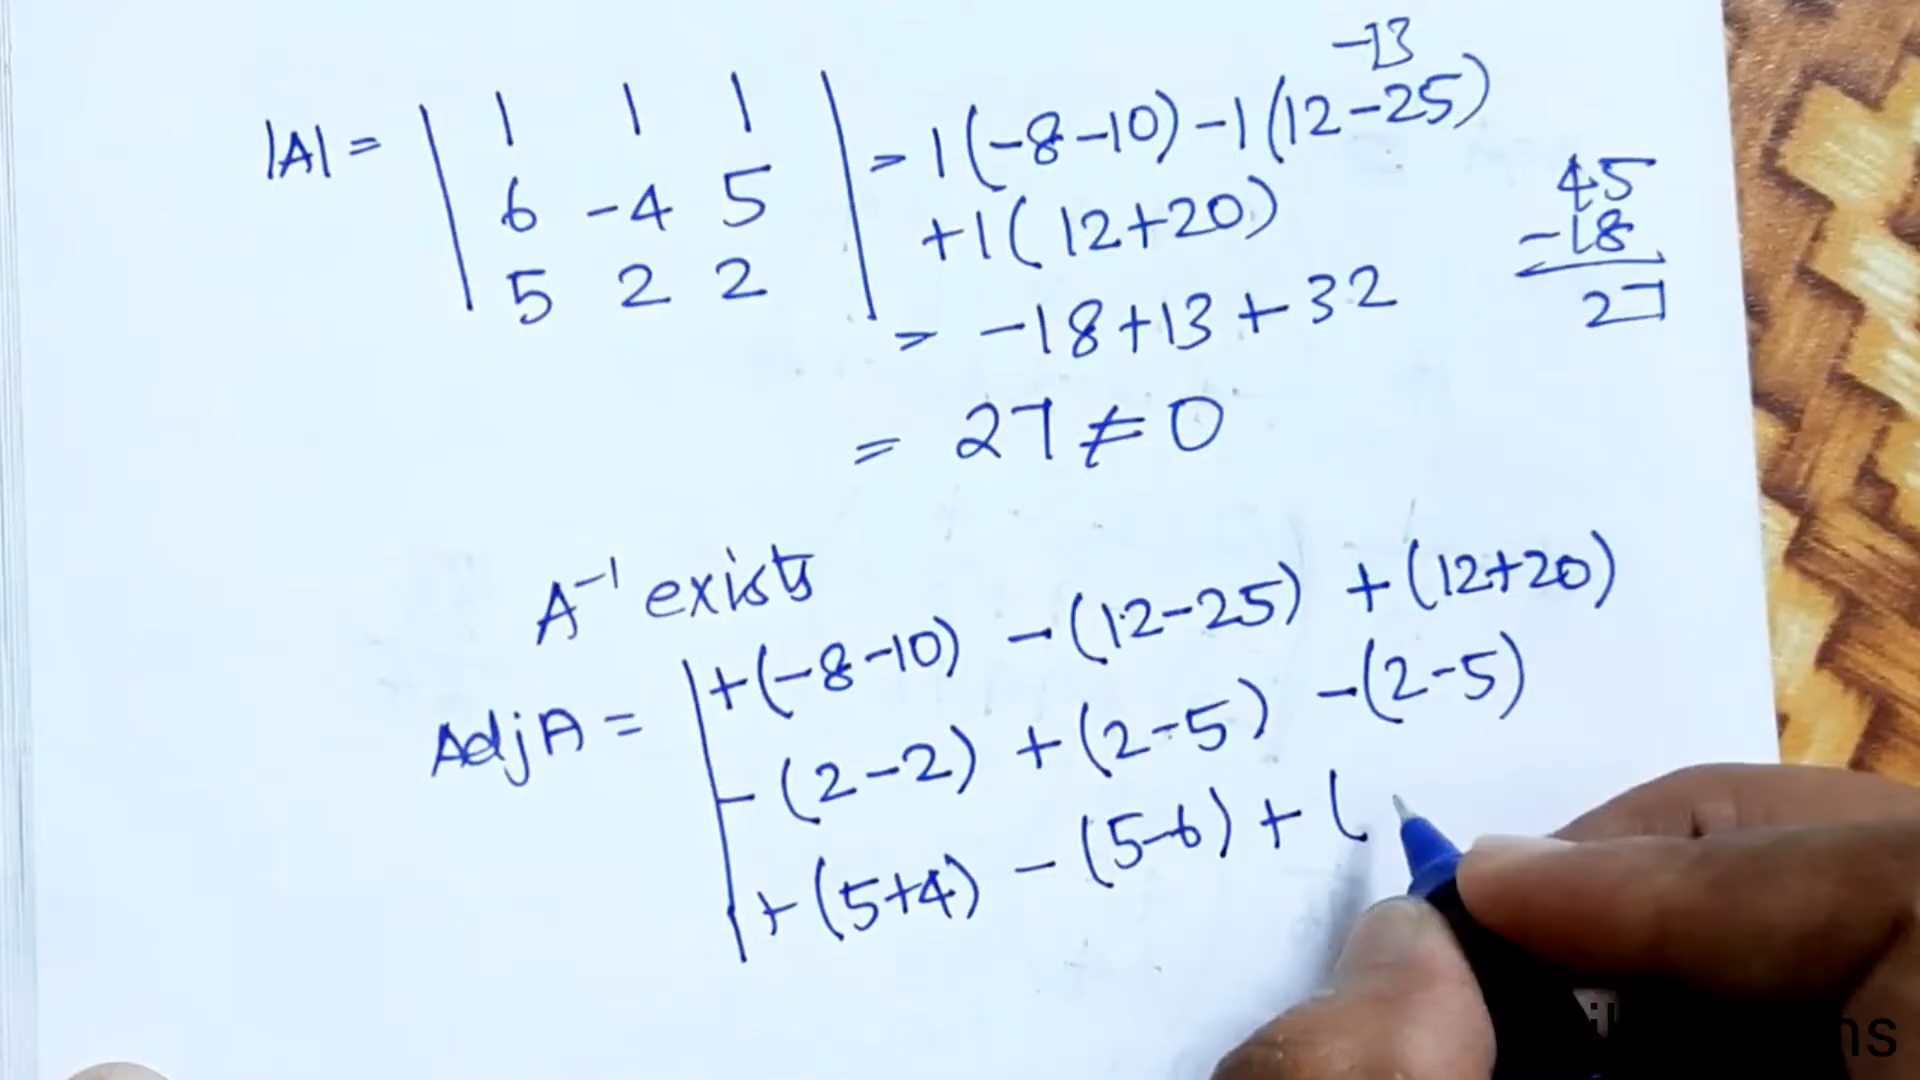 -13
|A| = | 1 1 1 | = 1(-8-10)-1(12-25)
6 -4 5 +1(12+20)
5 2 2
= -18+13+32
45
-18
27
= 27 ≠ 0
A⁻¹ exists
AdjA = | +(-8-10) -(12-25) +(12+20)
-(2-2) +(2-5) -(2-5)
+(5+4) -(5-6) + (